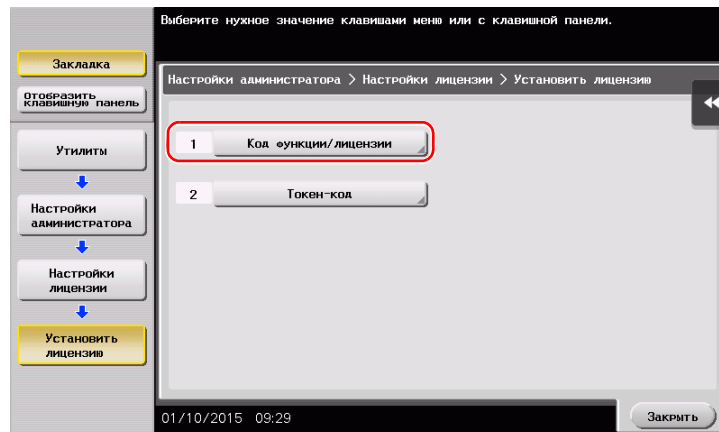 Выберите нужное значение клавишами меню или с клавишной панели.
Закладка
Отобразить
клавишную панель
Настройки администратора > Настройки лицензии > Установить лицензию
Утилиты
1 Код функции/лицензии
2 Токен-код
Настройки
администратора
Настройки
лицензии
Установить
лицензию
01/10/2015 09:29
Закрыть